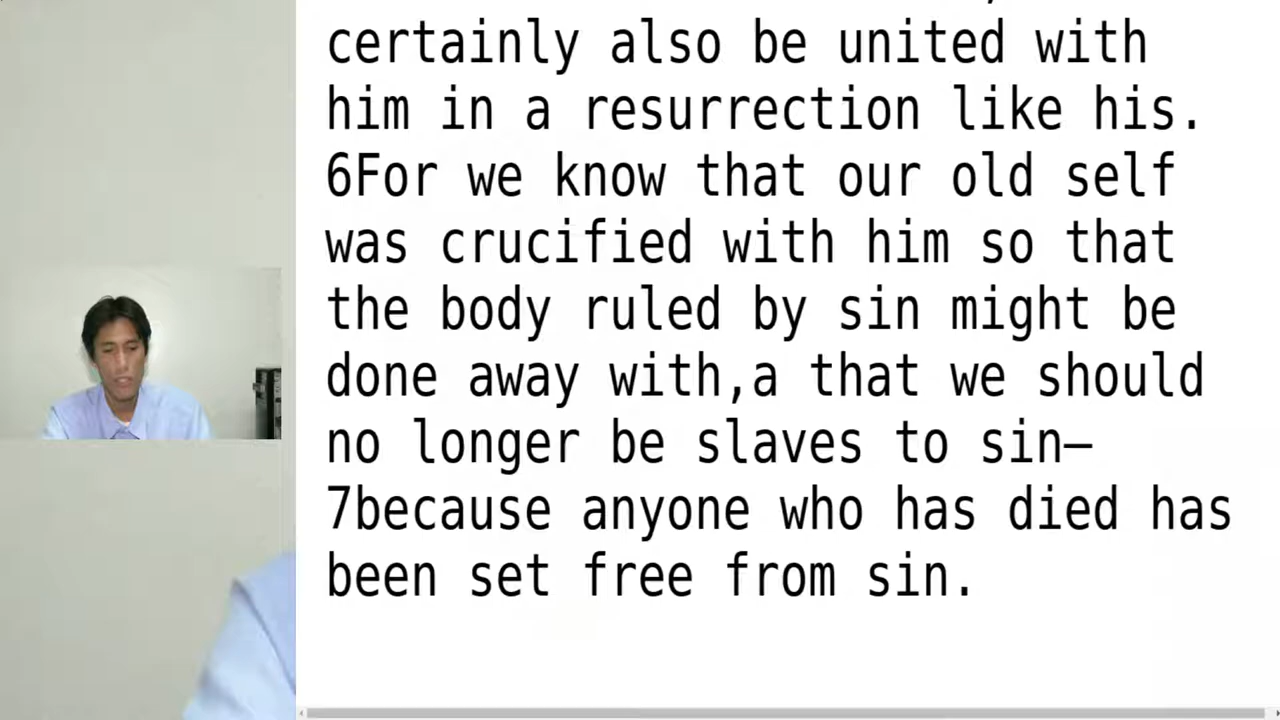 certainly also be united with
him in a resurrection like his.
6For we know that our old self
was crucified with him so that
the body ruled by sin might be
done away with,a that we should
no longer be slaves to sin—
7because anyone who has died has
been set free from sin.